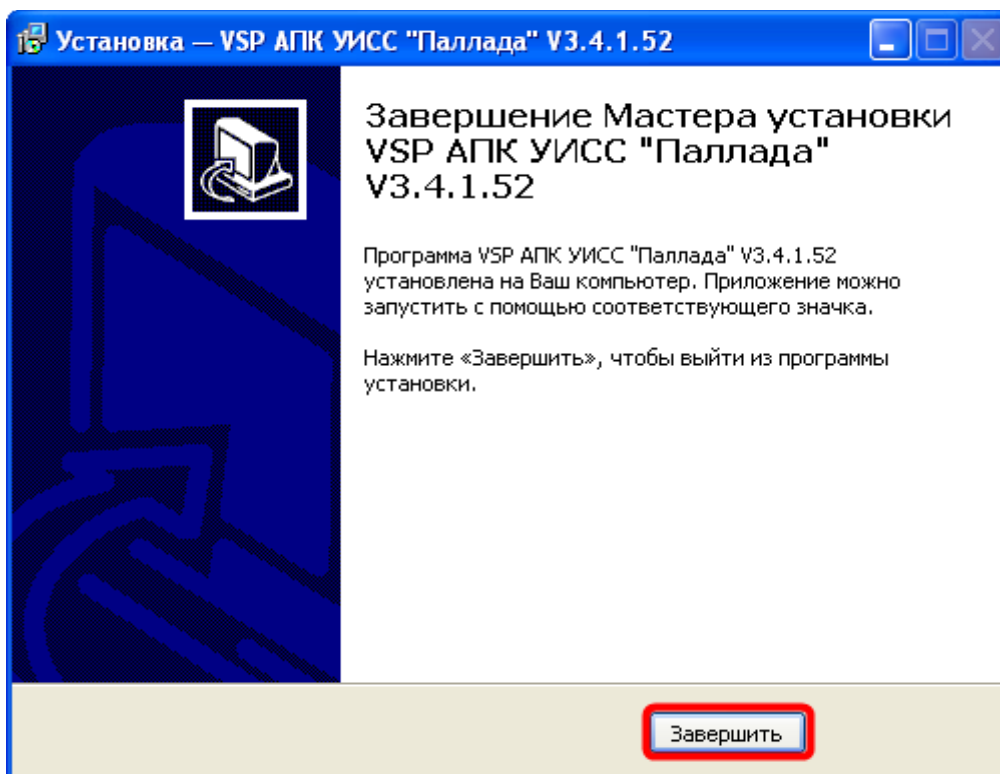 Установка — VSP АПК УИСС "Паллада" V3.4.1.52
Завершение Мастера установки
VSP АПК УИСС "Паллада"
V3.4.1.52
Программа VSP АПК УИСС "Паллада" V3.4.1.52
установлена на Ваш компьютер. Приложение можно
запустить с помощью соответствующего значка.
Нажмите «Завершить», чтобы выйти из программы
установки.
Завершить